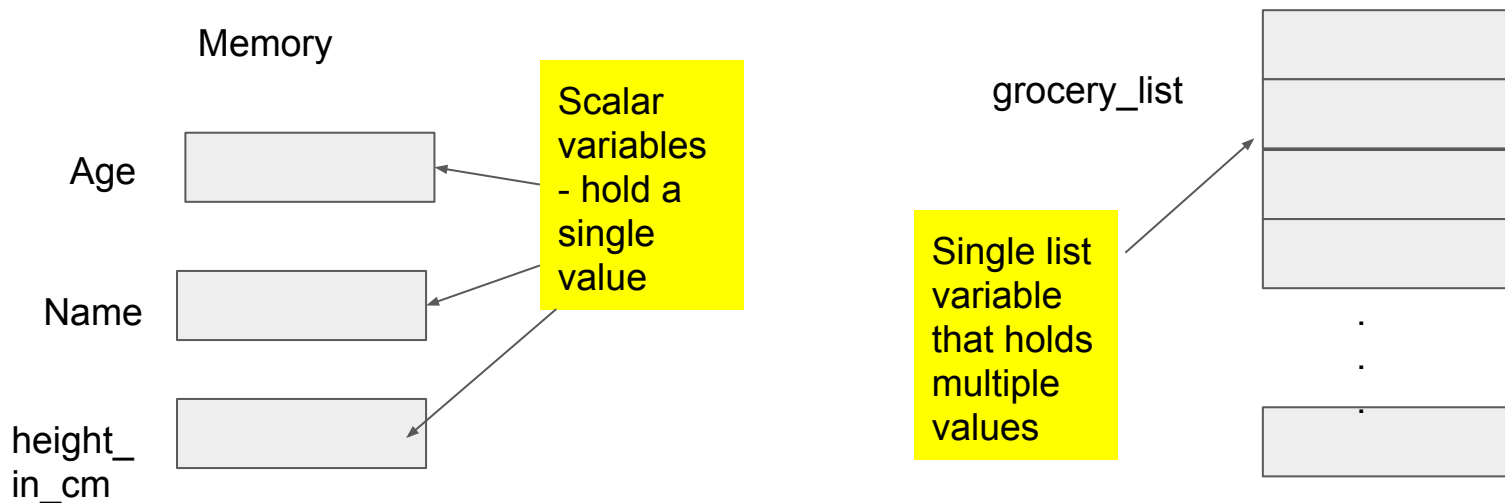 Memory
Age
Name
height_
in_cm
Scalar
variables
- hold a
single
value
grocery_list
Single list
variable
that holds
multiple
values
.
.
.